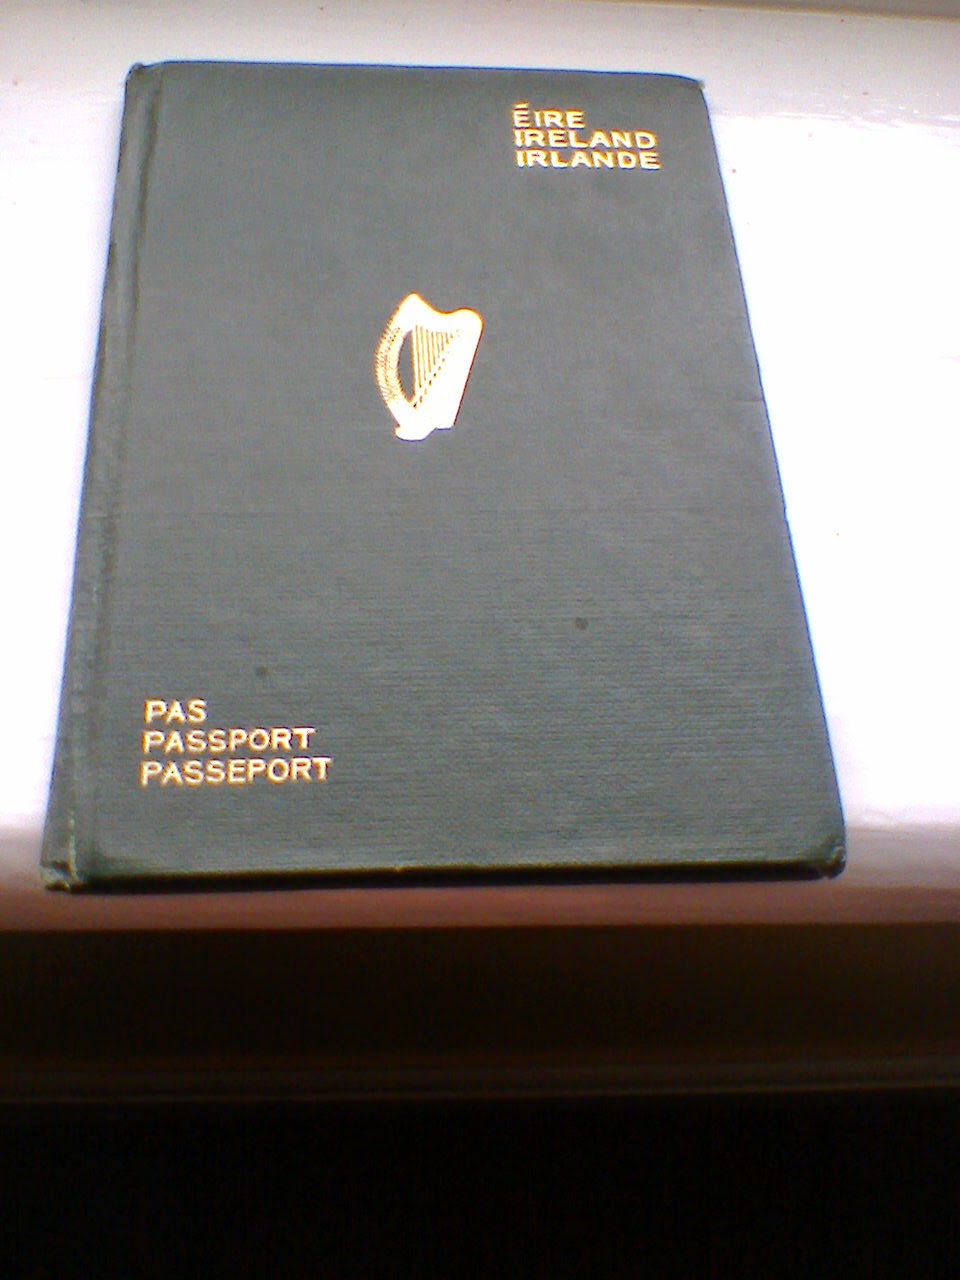 ÉIRE
IRELAND
IRLANDE
PAS
PASSPORT
PASSEPORT